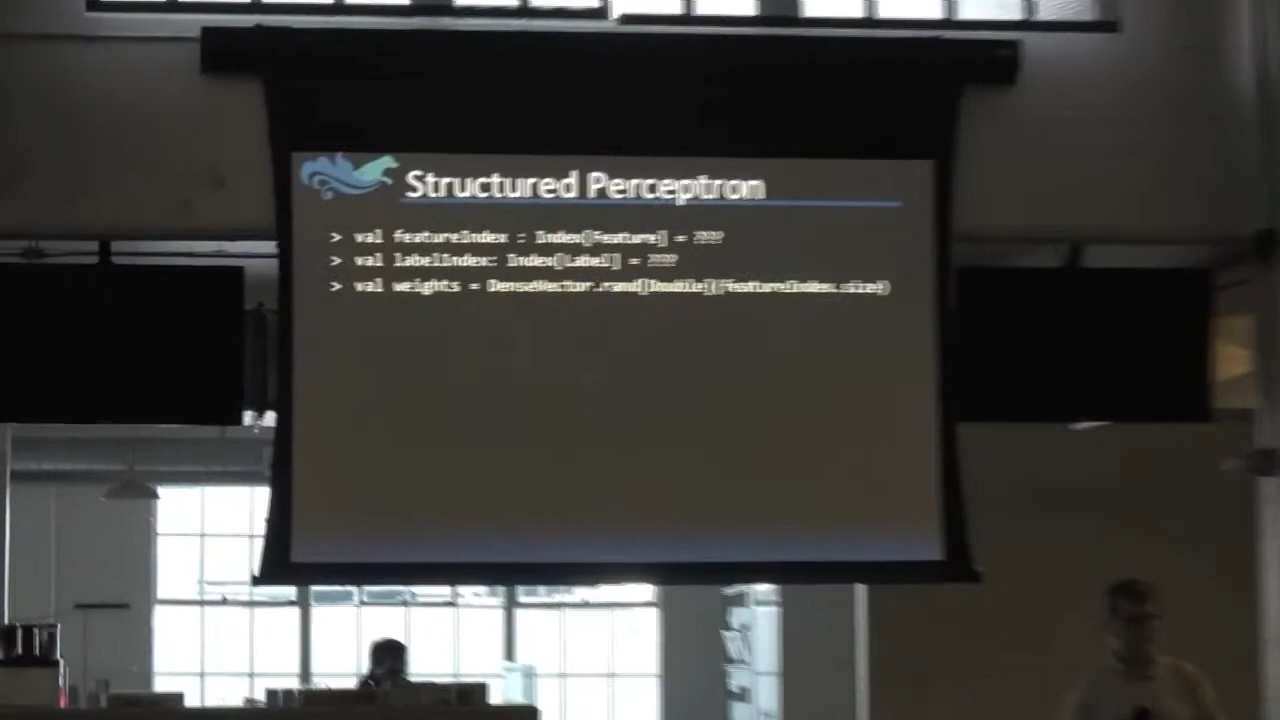 Structured Perceptron
> val featureIndex : Index[Feature] = ???
> val labelIndex: Index[Label] = ???
> val weights = DenseVector.rand[Double](featureIndex.size)